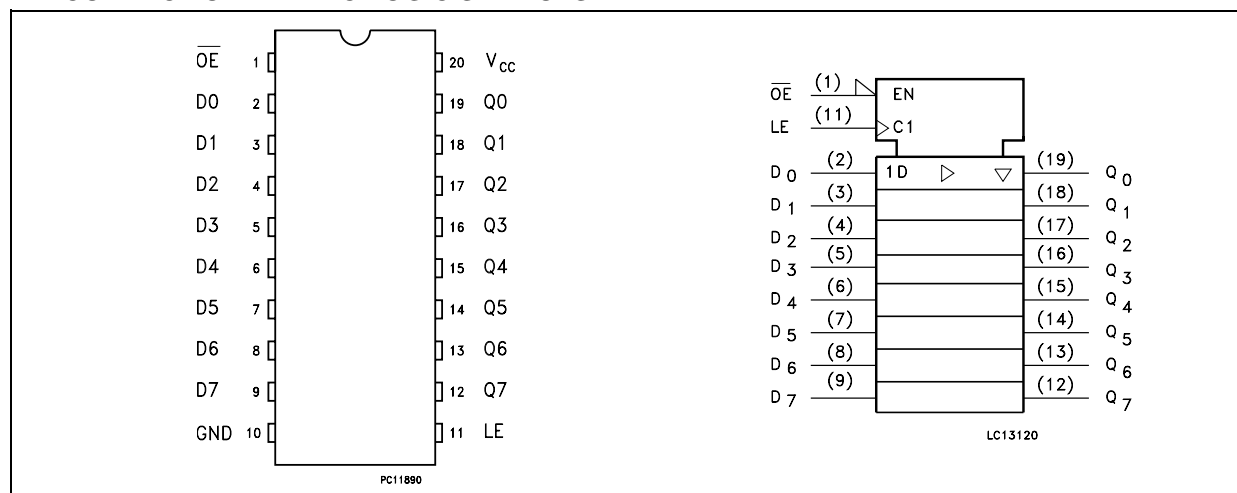 OE 1 20 VCC
D0 2 19 Q0
D1 3 18 Q1
D2 4 17 Q2
D3 5 16 Q3
D4 6 15 Q4
D5 7 14 Q5
D6 8 13 Q6
D7 9 12 Q7
GND 10 11 LE
PC11890
OE (1) EN
LE (11) C1
D0 (2) 1D (19) Q0
D1 (3) (18) Q1
D2 (4) (17) Q2
D3 (5) (16) Q3
D4 (6) (15) Q4
D5 (7) (14) Q5
D6 (8) (13) Q6
D7 (9) (12) Q7
LC13120